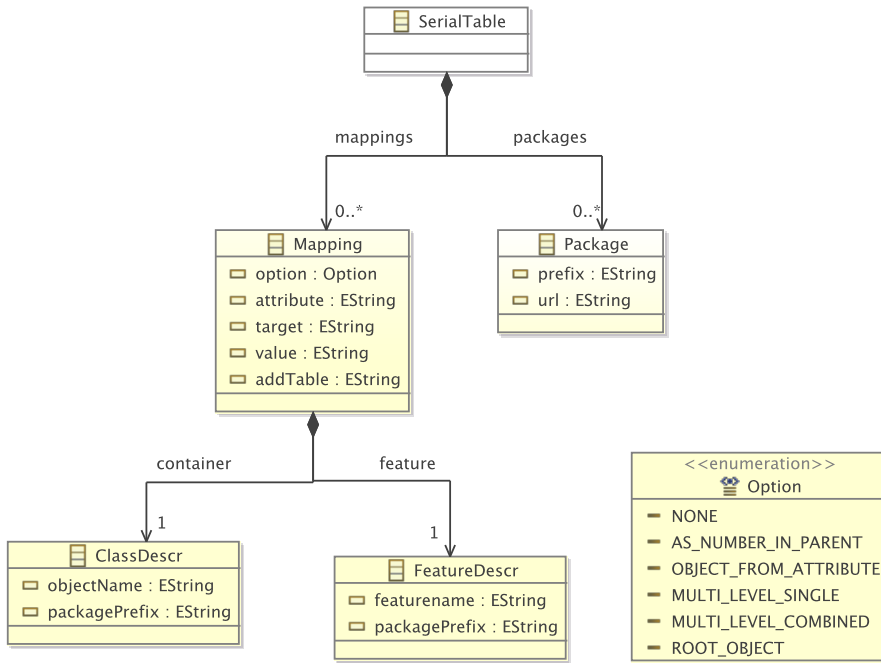 SerialTable
mappings
packages
0..*
0..*
Mapping
option : Option
attribute : EString
target : EString
value : EString
addTable : EString
Package
prefix : EString
url : EString
container
feature
1
1
ClassDescr
objectName : EString
packagePrefix : EString
FeatureDescr
featurename : EString
packagePrefix : EString
<<enumeration>>
Option
NONE
AS_NUMBER_IN_PARENT
OBJECT_FROM_ATTRIBUTE
MULTI_LEVEL_SINGLE
MULTI_LEVEL_COMBINED
ROOT_OBJECT